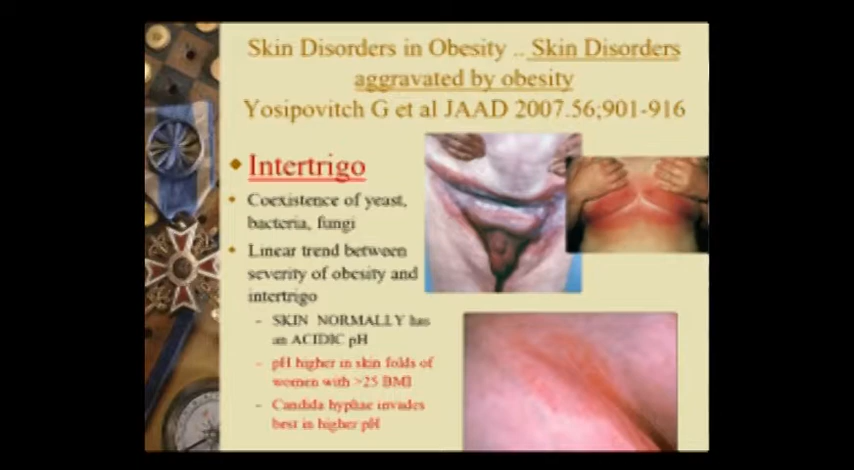 Skin Disorders in Obesity .. Skin Disorders
aggravated by obesity
Yosipovitch G et al JAAD 2007.56;901-916
Intertrigo
Coexistence of yeast,
bacteria, fungi
Linear trend between
severity of obesity and
intertrigo
- SKIN NORMALLY has
an ACIDIC pH
- pH higher in skin folds of
women with >25 BMI
- Candida hyphae invades
best in higher pH